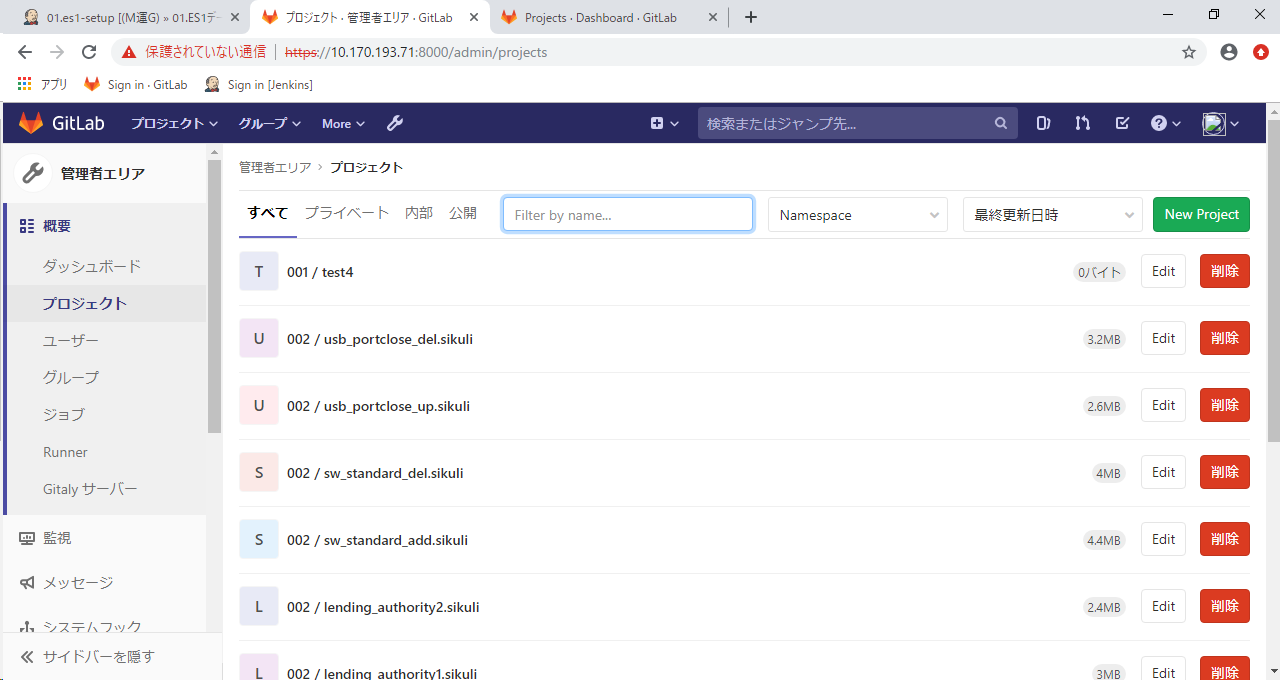 01.es1-setup [(M運G) » 01.ES1デー
プロジェクト · 管理者エリア · GitLab
Projects · Dashboard · GitLab
保護されていない通信 | https://10.170.193.71:8000/admin/projects
アプリ Sign in · GitLab Sign in [Jenkins]
GitLab プロジェクト グループ More 検索またはジャンプ先...
管理者エリア
概要
ダッシュボード
プロジェクト
ユーザー
グループ
ジョブ
Runner
Gitaly サーバー
監視
メッセージ
システムフック
サイドバーを隠す
管理者エリア › プロジェクト
すべて プライベート 内部 公開 Filter by name... Namespace 最終更新日時 New Project
T 001 / test4 0バイト Edit 削除
U 002 / usb_portclose_del.sikuli 3.2MB Edit 削除
U 002 / usb_portclose_up.sikuli 2.6MB Edit 削除
S 002 / sw_standard_del.sikuli 4MB Edit 削除
S 002 / sw_standard_add.sikuli 4.4MB Edit 削除
L 002 / lending_authority2.sikuli 2.4MB Edit 削除
L 002 / lending_authority1.sikuli 3MB Edit 削除